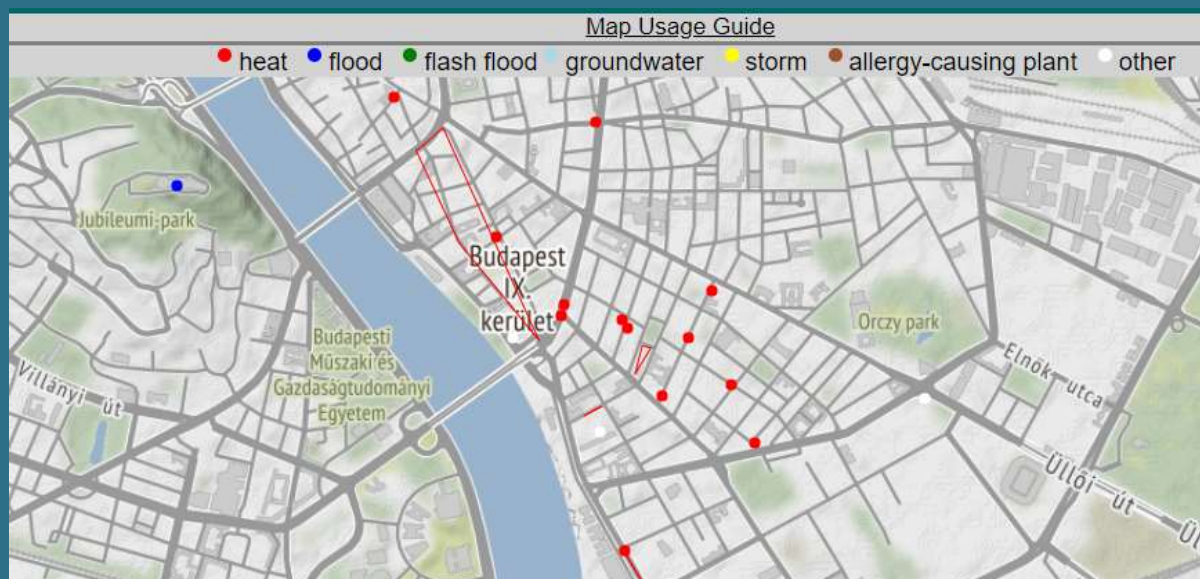 Map Usage Guide
heat flood flash flood groundwater storm allergy-causing plant other
Jubileumi-park
Budapest
IX.
kerület
Orczy park
6
Budapesti
Műszaki és
Gazdaságtudományi
Egyetem
Elnök utca
Villányi út
Üllői út